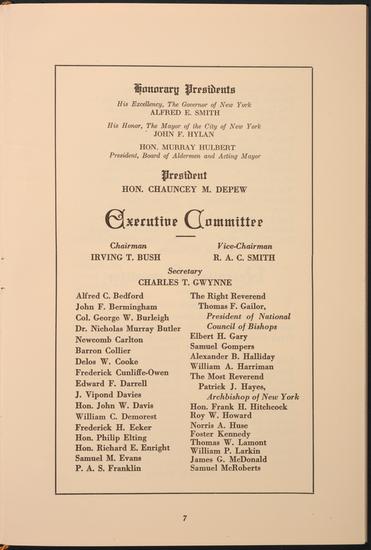 Honorary Presidents
His Excellency, The Governor of New York
ALFRED E. SMITH
His Honor, The Mayor of the City of New York
JOHN F. HYLAN
HON. MURRAY HULBERT
President, Board of Aldermen and Acting Mayor
President
HON. CHAUNCEY M. DEPEW
Executive Committee
Chairman
IRVING T. BUSH
Vice-Chairman
R. A. C. SMITH
Secretary
CHARLES T. GWYNNE
Alfred C. Bedford
John F. Bermingham
Col. George W. Burleigh
Dr. Nicholas Murray Butler
Newcomb Carlton
Barron Collier
Delos W. Cooke
Frederick Cunliffe-Owen
Edward F. Darrell
J. Vipond Davies
Hon. John W. Davis
William C. Demorest
Frederick H. Ecker
Hon. Philip Elting
Hon. Richard E. Enright
Samuel M. Evans
P. A. S. Franklin
The Right Reverend
Thomas F. Gailor,
President of National
Council of Bishops
Elbert H. Gary
Samuel Gompers
Alexander B. Halliday
William A. Harriman
The Most Reverend
Patrick J. Hayes,
Archbishop of New York
Hon. Frank H. Hitchcock
Roy W. Howard
Norris A. Huse
Foster Kennedy
Thomas W. Lamont
William P. Larkin
James G. McDonald
Samuel McRoberts
7